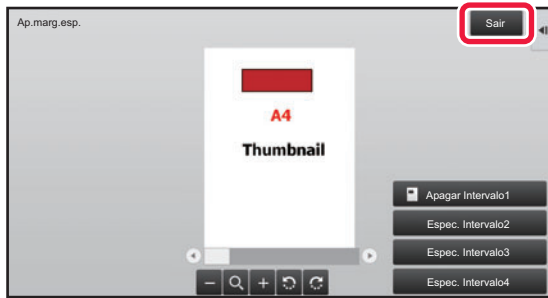 Ap.marg.esp.
Sair
A4
Thumbnail
Apagar Intervalo1
Espec. Intervalo2
Espec. Intervalo3
Espec. Intervalo4